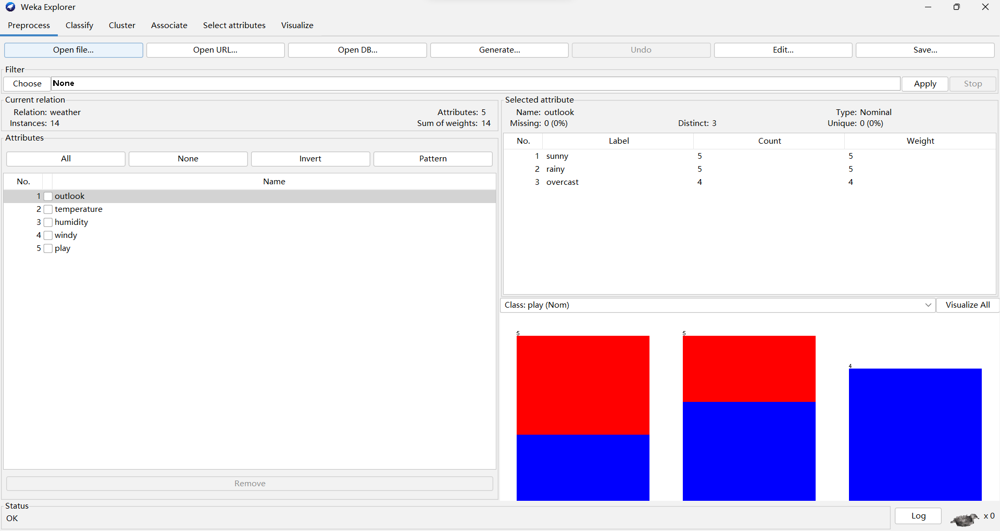 Weka Explorer
Preprocess Classify Cluster Associate Select attributes Visualize
Open file... Open URL... Open DB... Generate... Undo Edit... Save...
Filter
Choose None Apply Stop
Current relation
Relation: weather Attributes: 5
Instances: 14 Sum of weights: 14
Attributes
All None Invert Pattern
No. Name
1 outlook
2 temperature
3 humidity
4 windy
5 play
Remove
Selected attribute
Name: outlook Type: Nominal
Missing: 0 (0%) Distinct: 3 Unique: 0 (0%)
No. Label Count Weight
1 sunny 5 5
2 rainy 5 5
3 overcast 4 4
Class: play (Nom) Visualize All
5 5 4
Status
OK
Log x 0